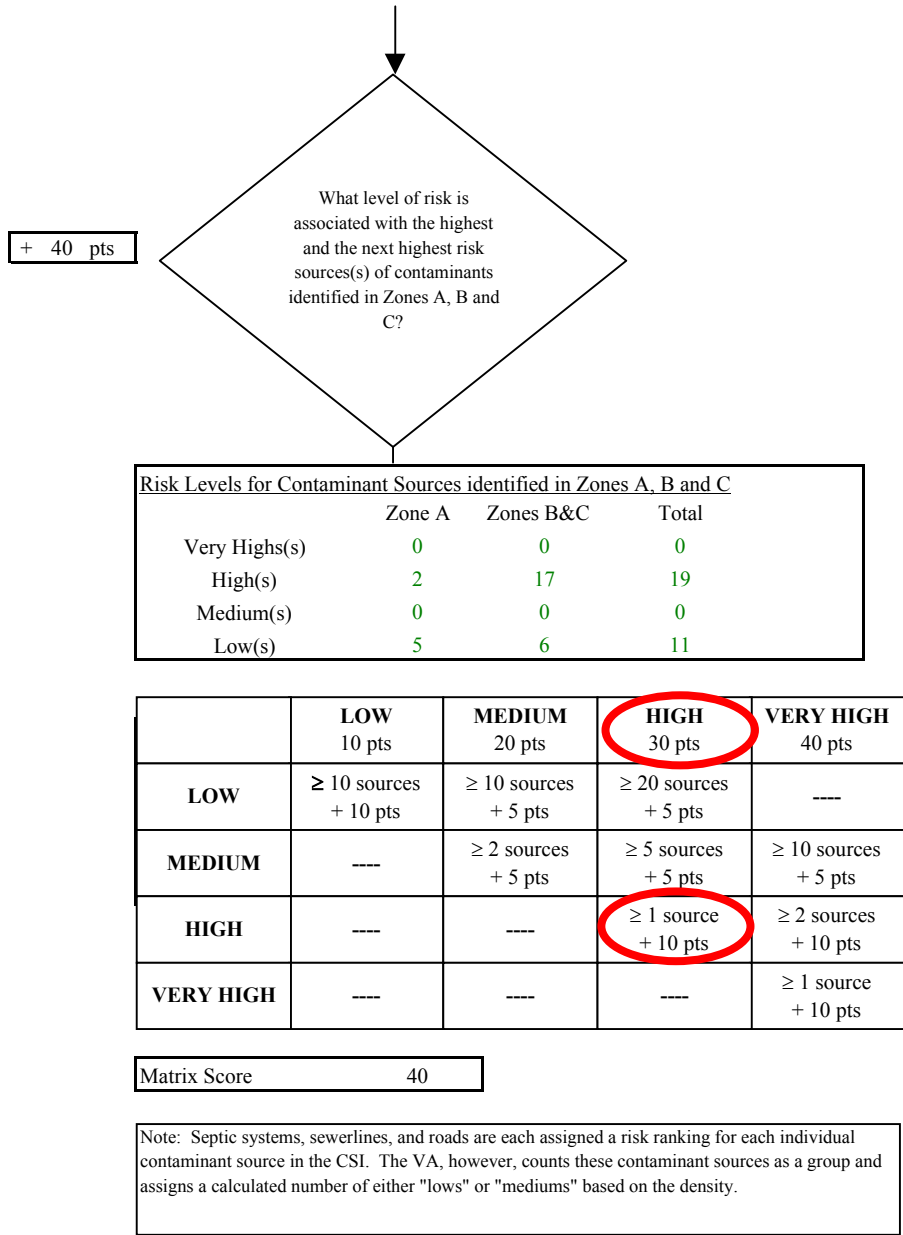 What level of risk is
associated with the highest
and the next highest risk
sources(s) of contaminants
identified in Zones A, B and
C?
+ 40 pts
Risk Levels for Contaminant Sources identified in Zones A, B and C
Zone A Zones B&C Total
Very Highs(s) 0 0 0
High(s) 2 17 19
Medium(s) 0 0 0
Low(s) 5 6 11
LOW MEDIUM HIGH VERY HIGH
10 pts 20 pts 30 pts 40 pts
LOW ≥ 10 sources ≥ 10 sources ≥ 20 sources ----
+ 10 pts + 5 pts + 5 pts
MEDIUM ---- ≥ 2 sources ≥ 5 sources ≥ 10 sources
+ 5 pts + 5 pts + 5 pts
HIGH ---- ---- ≥ 1 source ≥ 2 sources
+ 10 pts + 10 pts
VERY HIGH ---- ---- ---- ≥ 1 source
+ 10 pts
Matrix Score 40
Note: Septic systems, sewerlines, and roads are each assigned a risk ranking for each individual
contaminant source in the CSI. The VA, however, counts these contaminant sources as a group and
assigns a calculated number of either "lows" or "mediums" based on the density.